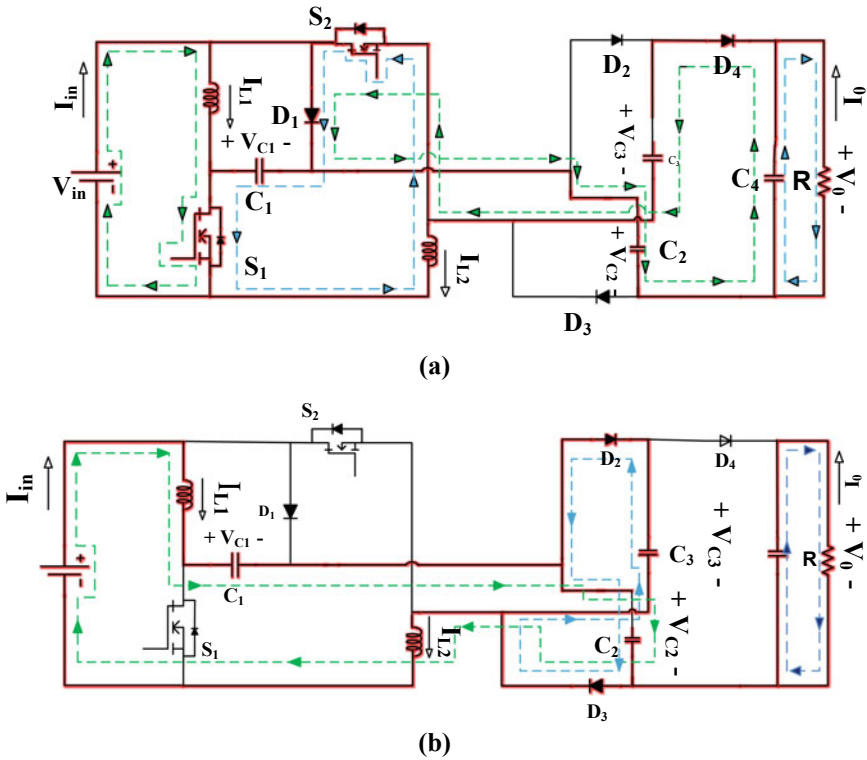 S2
Iin
IL1
D1
+ VC1 -
C1
Vin
+
-
S1
IL2
D2
D4
+ VC3 -
C3
+ VC2 -
C2
D3
C4
R
I0
+ V0 -
(a)
S2
Iin
IL1
D1
+ VC1 -
C1
+
-
S1
IL2
D2
D4
C3
+ VC3 -
C2
+ VC2 -
D3
R
I0
+ V0 -
(b)